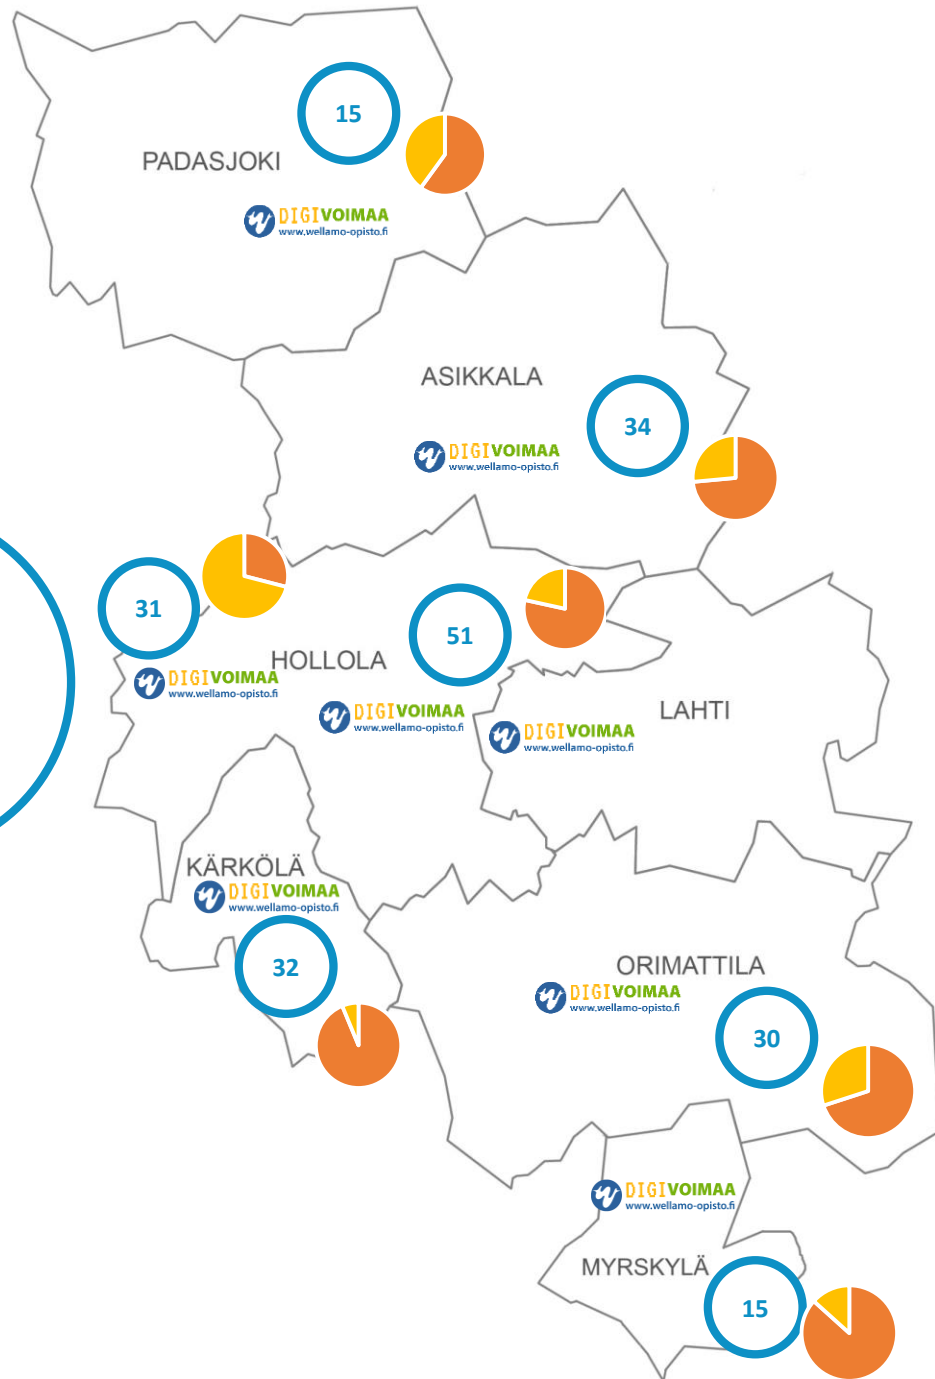 15
PADASJOKI
DIGIVOIMAA
www.wellamo-opisto.fi
ASIKKALA
34
DIGIVOIMAA
www.wellamo-opisto.fi
31
51
HOLLOLA
DIGIVOIMAA
www.wellamo-opisto.fi
DIGIVOIMAA
www.wellamo-opisto.fi
LAHTI
DIGIVOIMAA
www.wellamo-opisto.fi
KÄRKÖLÄ
DIGIVOIMAA
www.wellamo-opisto.fi
32
ORIMATTILA
DIGIVOIMAA
www.wellamo-opisto.fi
30
DIGIVOIMAA
www.wellamo-opisto.fi
MYRSKYLÄ
15